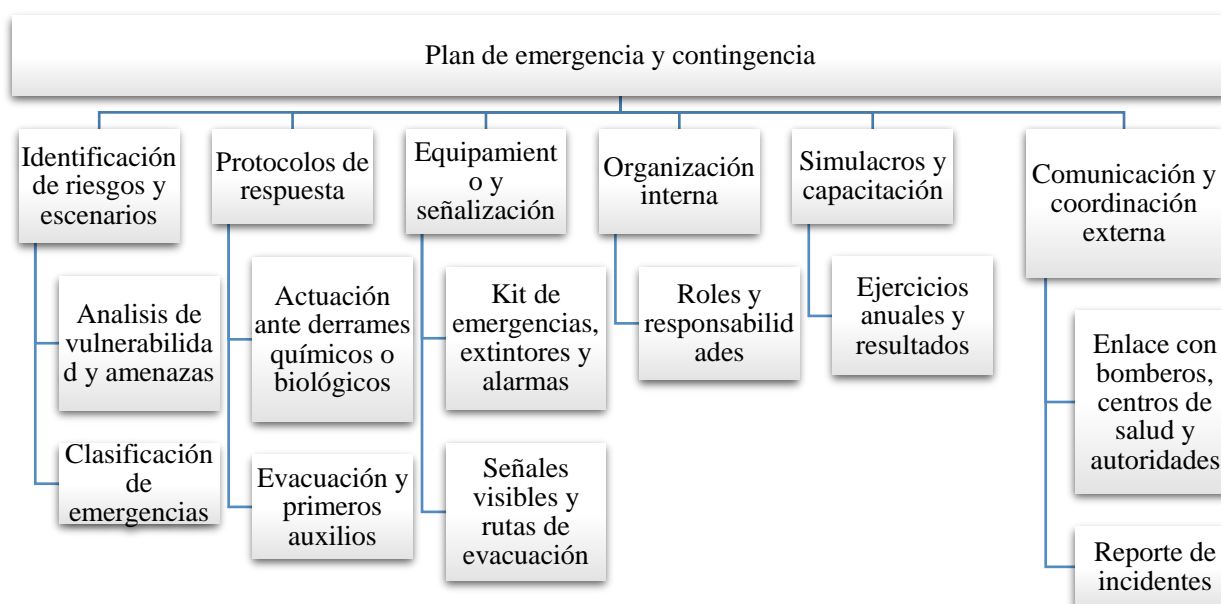 Plan de emergencia y contingencia
Identificación
de riesgos y
escenarios
Analisis de
vulnerabilida
d y amenazas
Clasificación
de
emergencias
Protocolos de
respuesta
Actuación
ante derrames
químicos o
biológicos
Evacuación y
primeros
auxilios
Equipamient
o y
señalización
Kit de
emergencias,
extintores y
alarmas
Señales
visibles y
rutas de
evacuación
Organización
interna
Roles y
responsabilid
ades
Simulacros y
capacitación
Ejercicios
anuales y
resultados
Comunicación y
coordinación
externa
Enlace con
bomberos,
centros de
salud y
autoridades
Reporte de
incidentes